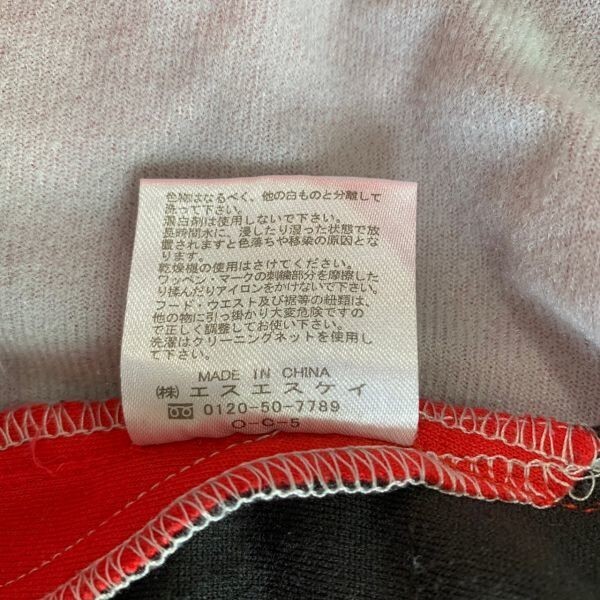 色物はなるべく、他の白ものと分離して
洗って下さい。
漂白剤は使用しないで下さい。
長時間水に、浸したり湿った状態で放
置されますと色落ちや移染の原因とな
ります。
乾燥機の使用はさけてください。
ワッペン、マークの刺繍部分を摩擦した
り揉んだりアイロンをかけないで下さい。
フード・ウエスト及び裾等の紐類は、
他の物に引っ掛かり大変危険ですの
で正しく調整してお使い下さい。
洗濯はクリーニングネットを使用し
て下さい。
MADE IN CHINA
㈱エスエスケイ
0120-50-7789
O-C-5